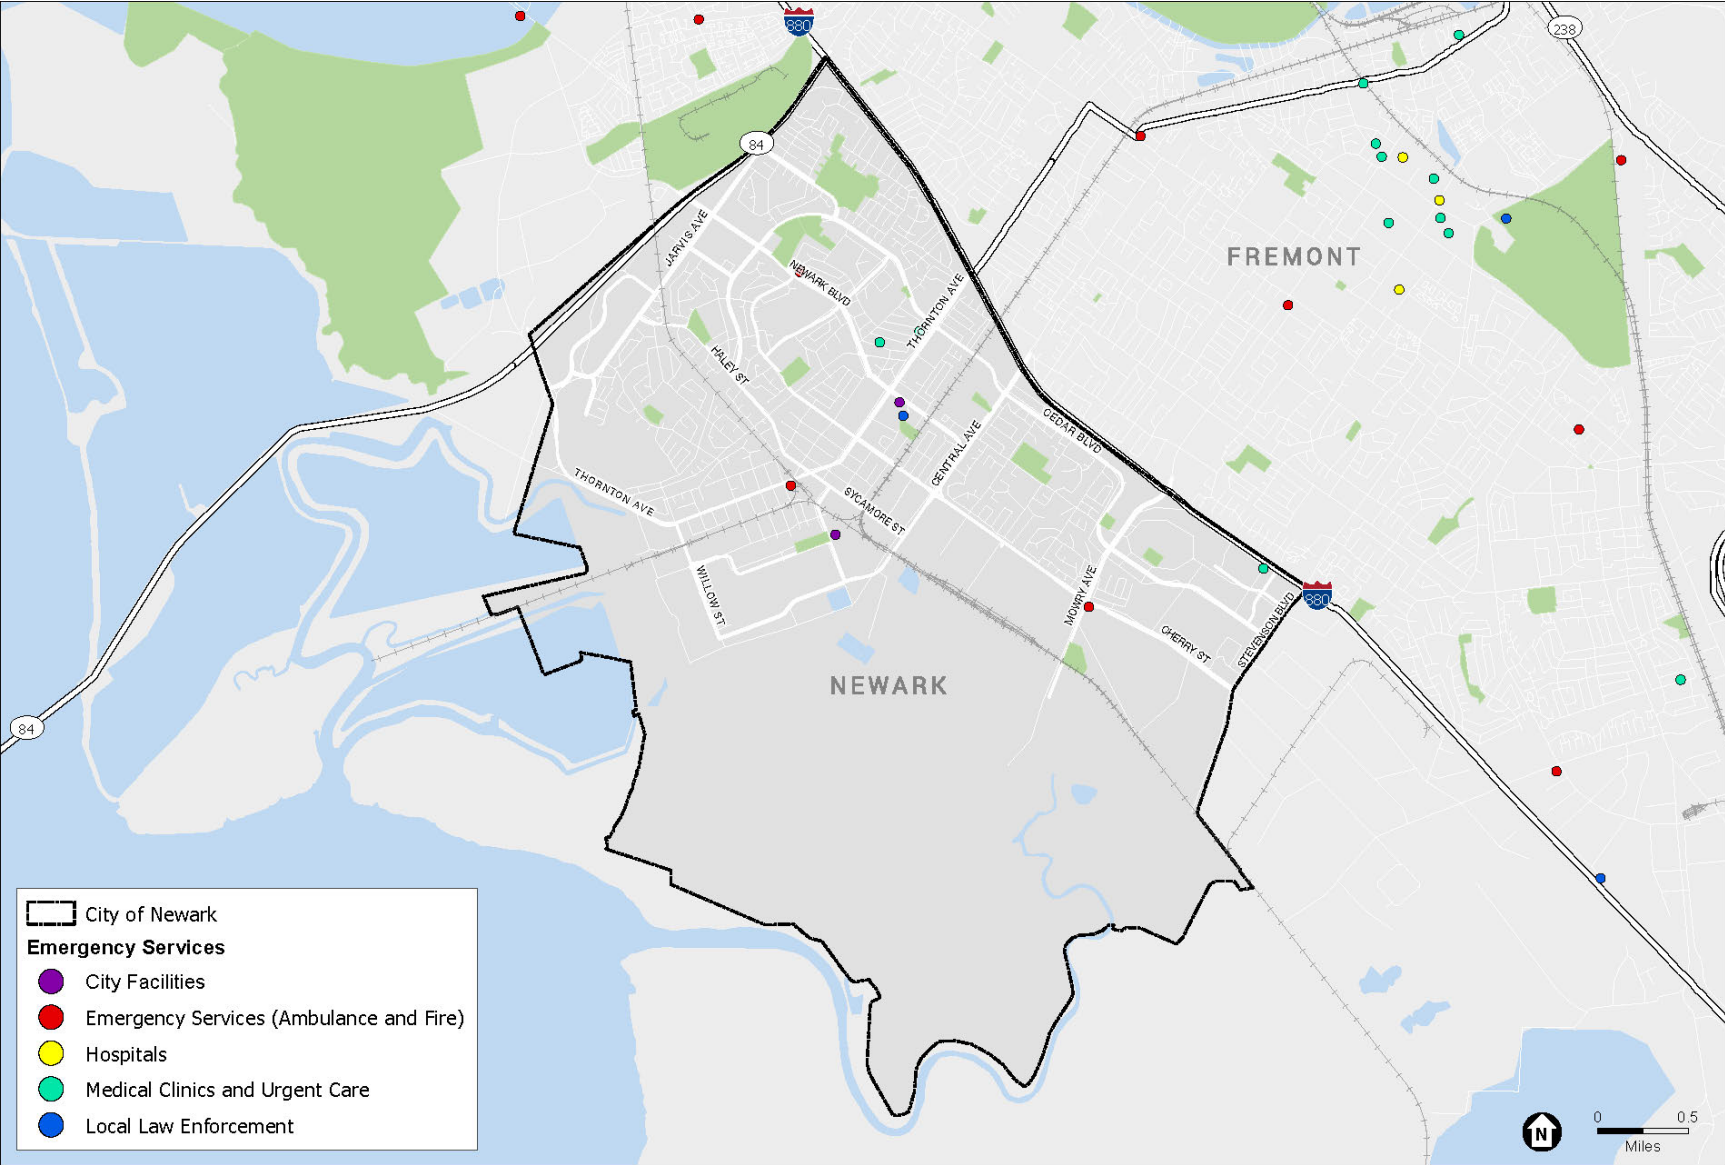 880
238
84
JARVIS AVE
FREMONT
NEWARK BLVD
THORNTON AVE
HALEY ST
CEDAR BLVD
CENTRAL AVE
THORNTON AVE
SYCAMORE ST
WILLOW ST
MOWRY AVE
880
STEVENSON BLVD
CHERRY ST
NEWARK
84
City of Newark
Emergency Services
City Facilities
Emergency Services (Ambulance and Fire)
Hospitals
Medical Clinics and Urgent Care
Local Law Enforcement
N
0 0.5
Miles